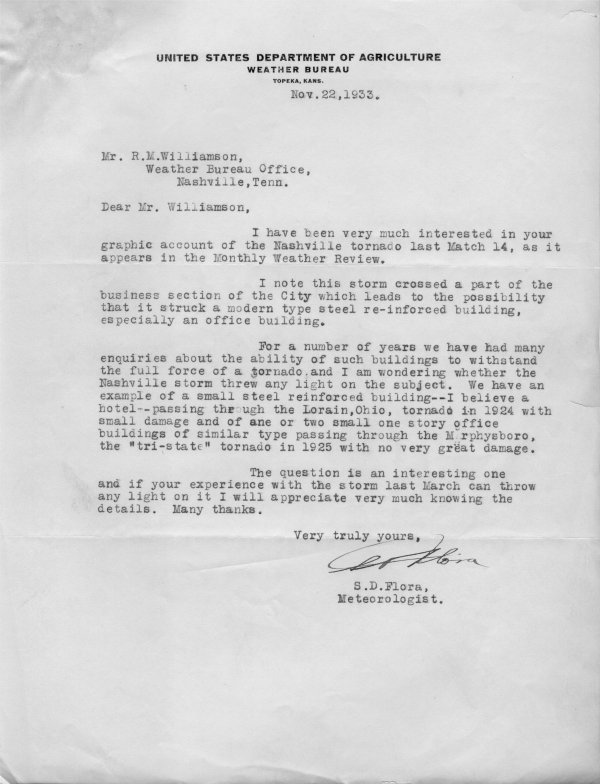 UNITED STATES DEPARTMENT OF AGRICULTURE
WEATHER BUREAU
TOPEKA, KANS.
Nov.22,1933.
Mr. R.M.Williamson,
Weather Bureau Office,
Nashville,Tenn.
Dear Mr. Williamson,
I have been very much interested in your
graphic account of the Nashville tornado last Match 14, as it
appears in the Monthly Weather Review.
I note this storm crossed a part of the
business section of the City which leads to the possibility
that it struck a modern type steel re-inforced building,
especially an office building.
For a number of years we have had many
enquiries about the ability of such buildings to withstand
the full force of a tornado,and I am wondering whether the
Nashville storm threw any light on the subject. We have an
example of a small steel reinforced building--I believe a
hotel--passing through the Lorain,Ohio, tornado in 1924 with
small damage and of ane or two small one story office
buildings of similar type passing through the M rphysboro,
the "tri-state" tornado in 1925 with no very great damage.
The question is an interesting one
and if your experience with the storm last March can throw
any light on it I will appreciate very much knowing the
details. Many thanks.
Very truly yours,
S D Flora
S.D.Flora,
Meteorologist.